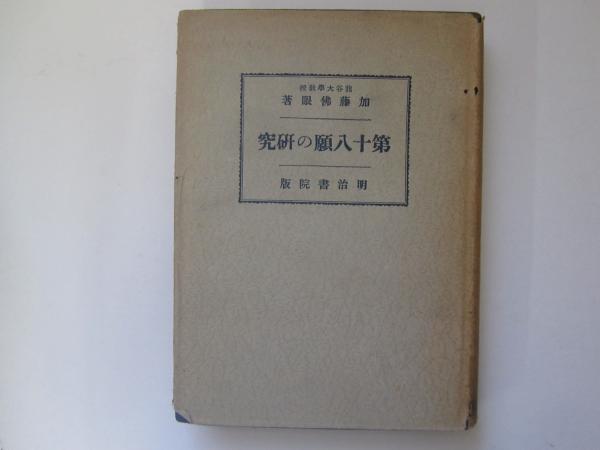 龍谷大學教授
加藤佛眼著
第十八願の研究
明治書院版